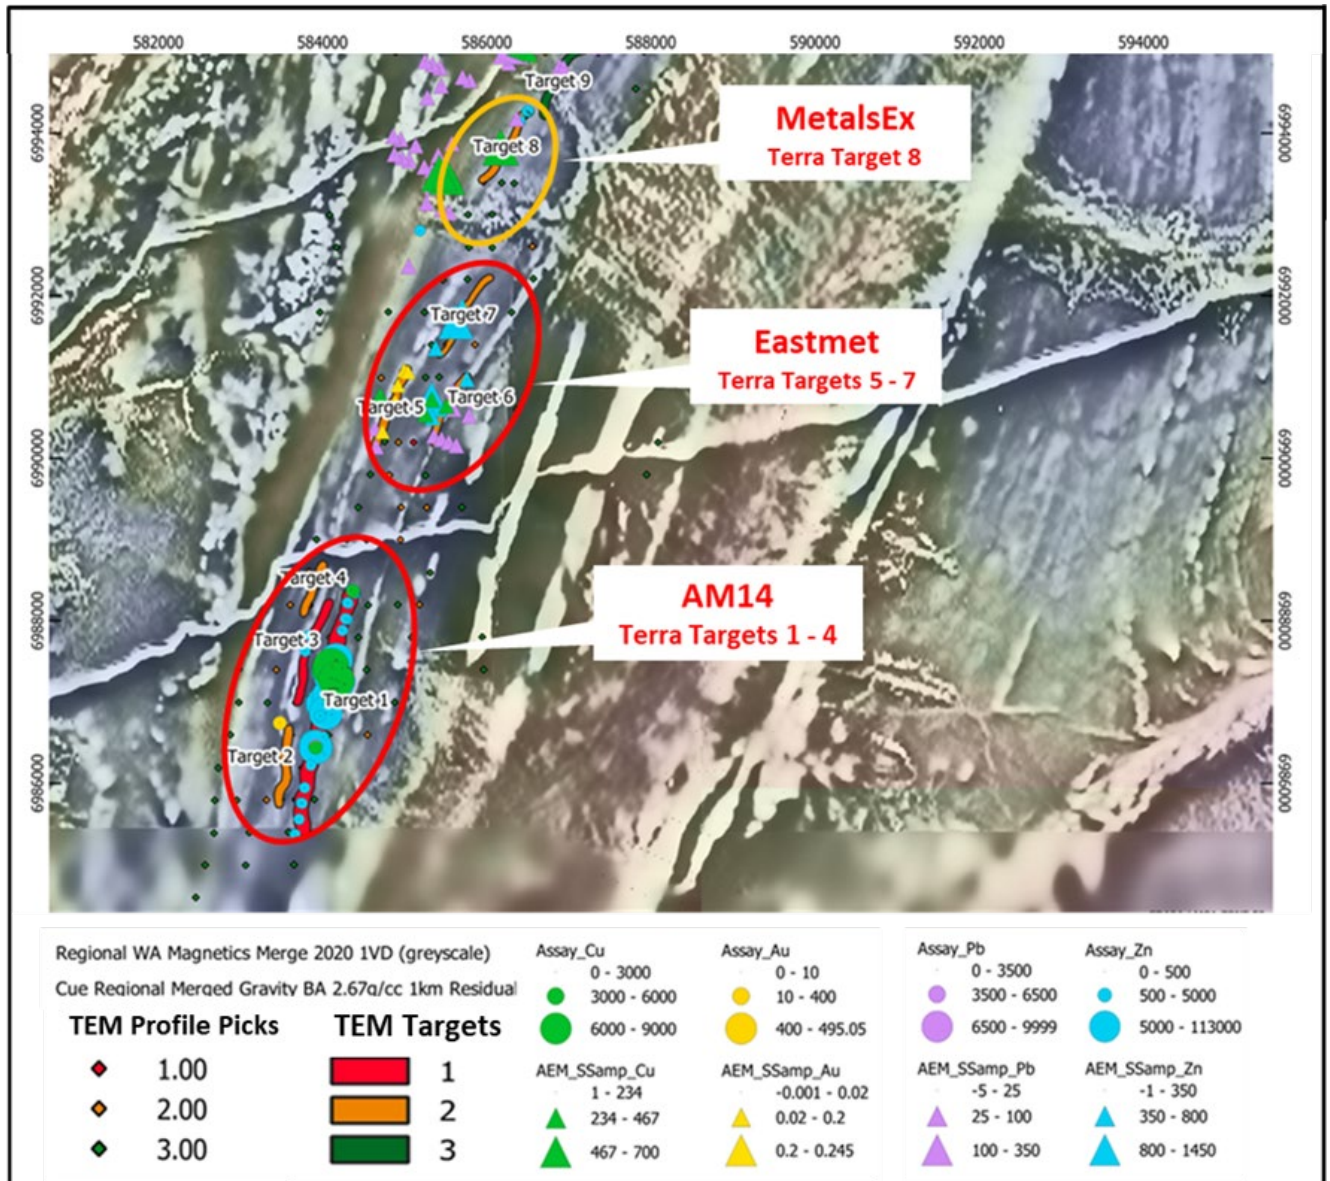 582000 584000 586000 588000 590000 592000 594000
Target 9
MetalsEx
Terra Target 8
Target 8
6994000
6994000
6992000
6992000
Target 7
Eastmet
Terra Targets 5 - 7
Target 6
Target 5
6990000
6990000
Target 4
AM14
Terra Targets 1 - 4
6988000
6988000
Target 3
Target 1
Target 2
6986000
6986000
Regional WA Magnetics Merge 2020 1VD (greyscale)
Cue Regional Merged Gravity BA 2.67g/cc 1km Residual
TEM Profile Picks
1.00
2.00
3.00
TEM Targets
1
2
3
Assay_Cu
0 - 3000
3000 - 6000
6000 - 9000
AEM_SSamp_Cu
1 - 234
234 - 467
467 - 700
Assay_Au
0 - 10
10 - 400
400 - 495.05
AEM_SSamp_Au
-0.001 - 0.02
0.02 - 0.2
0.2 - 0.245
Assay_Pb
0 - 3500
3500 - 6500
6500 - 9999
AEM_SSamp_Pb
-5 - 25
25 - 100
100 - 350
Assay_Zn
0 - 500
500 - 5000
5000 - 113000
AEM_SSamp_Zn
-1 - 350
350 - 800
800 - 1450